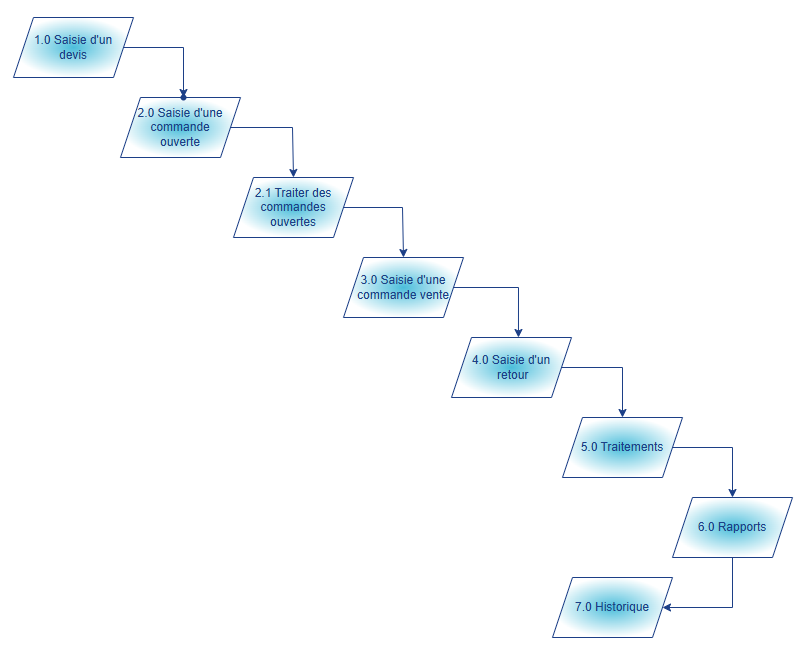 1.0 Saisie d'un
devis
2.0 Saisie d'une
commande
ouverte
2.1 Traiter des
commandes
ouvertes
3.0 Saisie d'une
commande vente
4.0 Saisie d'un
retour
5.0 Traitements
6.0 Rapports
7.0 Historique